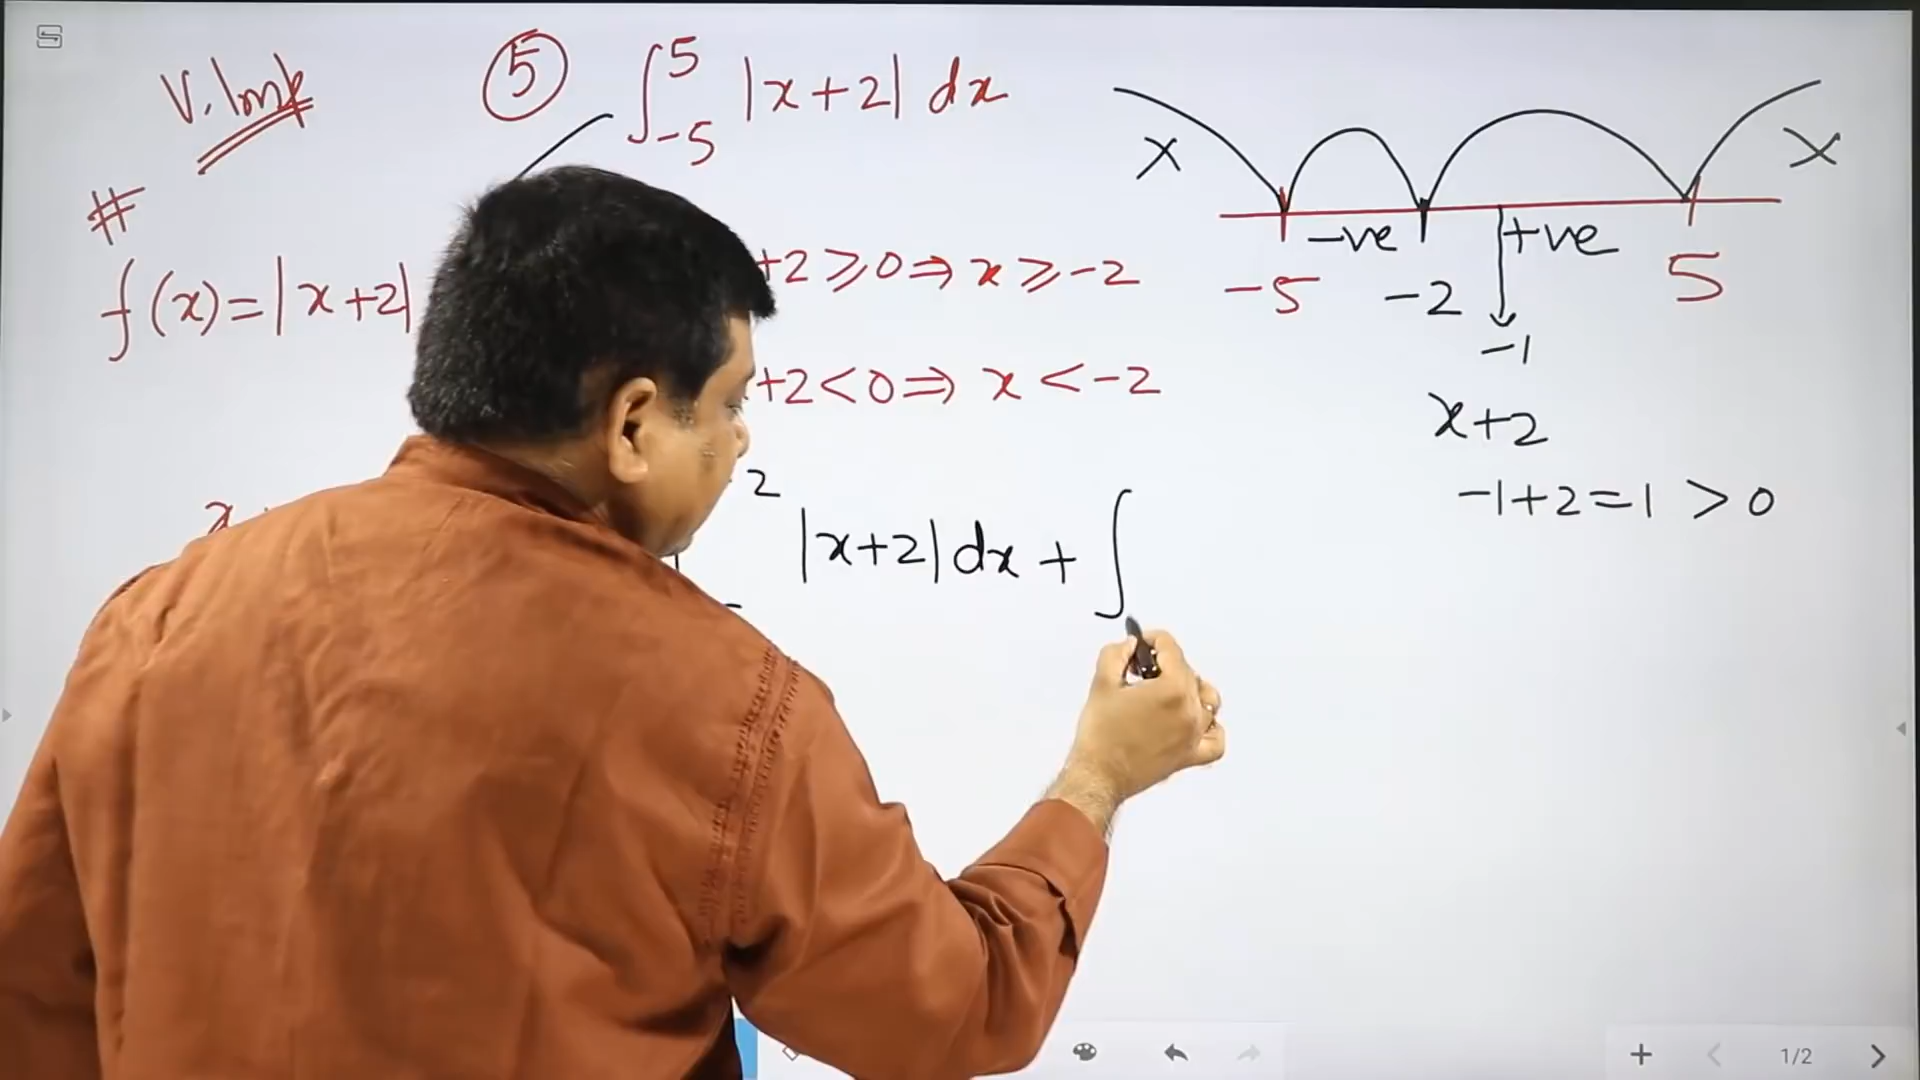 V. Imp
⑤ ∫₋₅⁵ |x+2| dx
#
f(x)=|x+2|
+2⩾0⇒x⩾-2
+2<0⇒ x<-2
x
2
|x+2|dx+∫
x
x
-ve
+ve
-5
-2
5
-1
x+2
-1+2=1>0
1/2